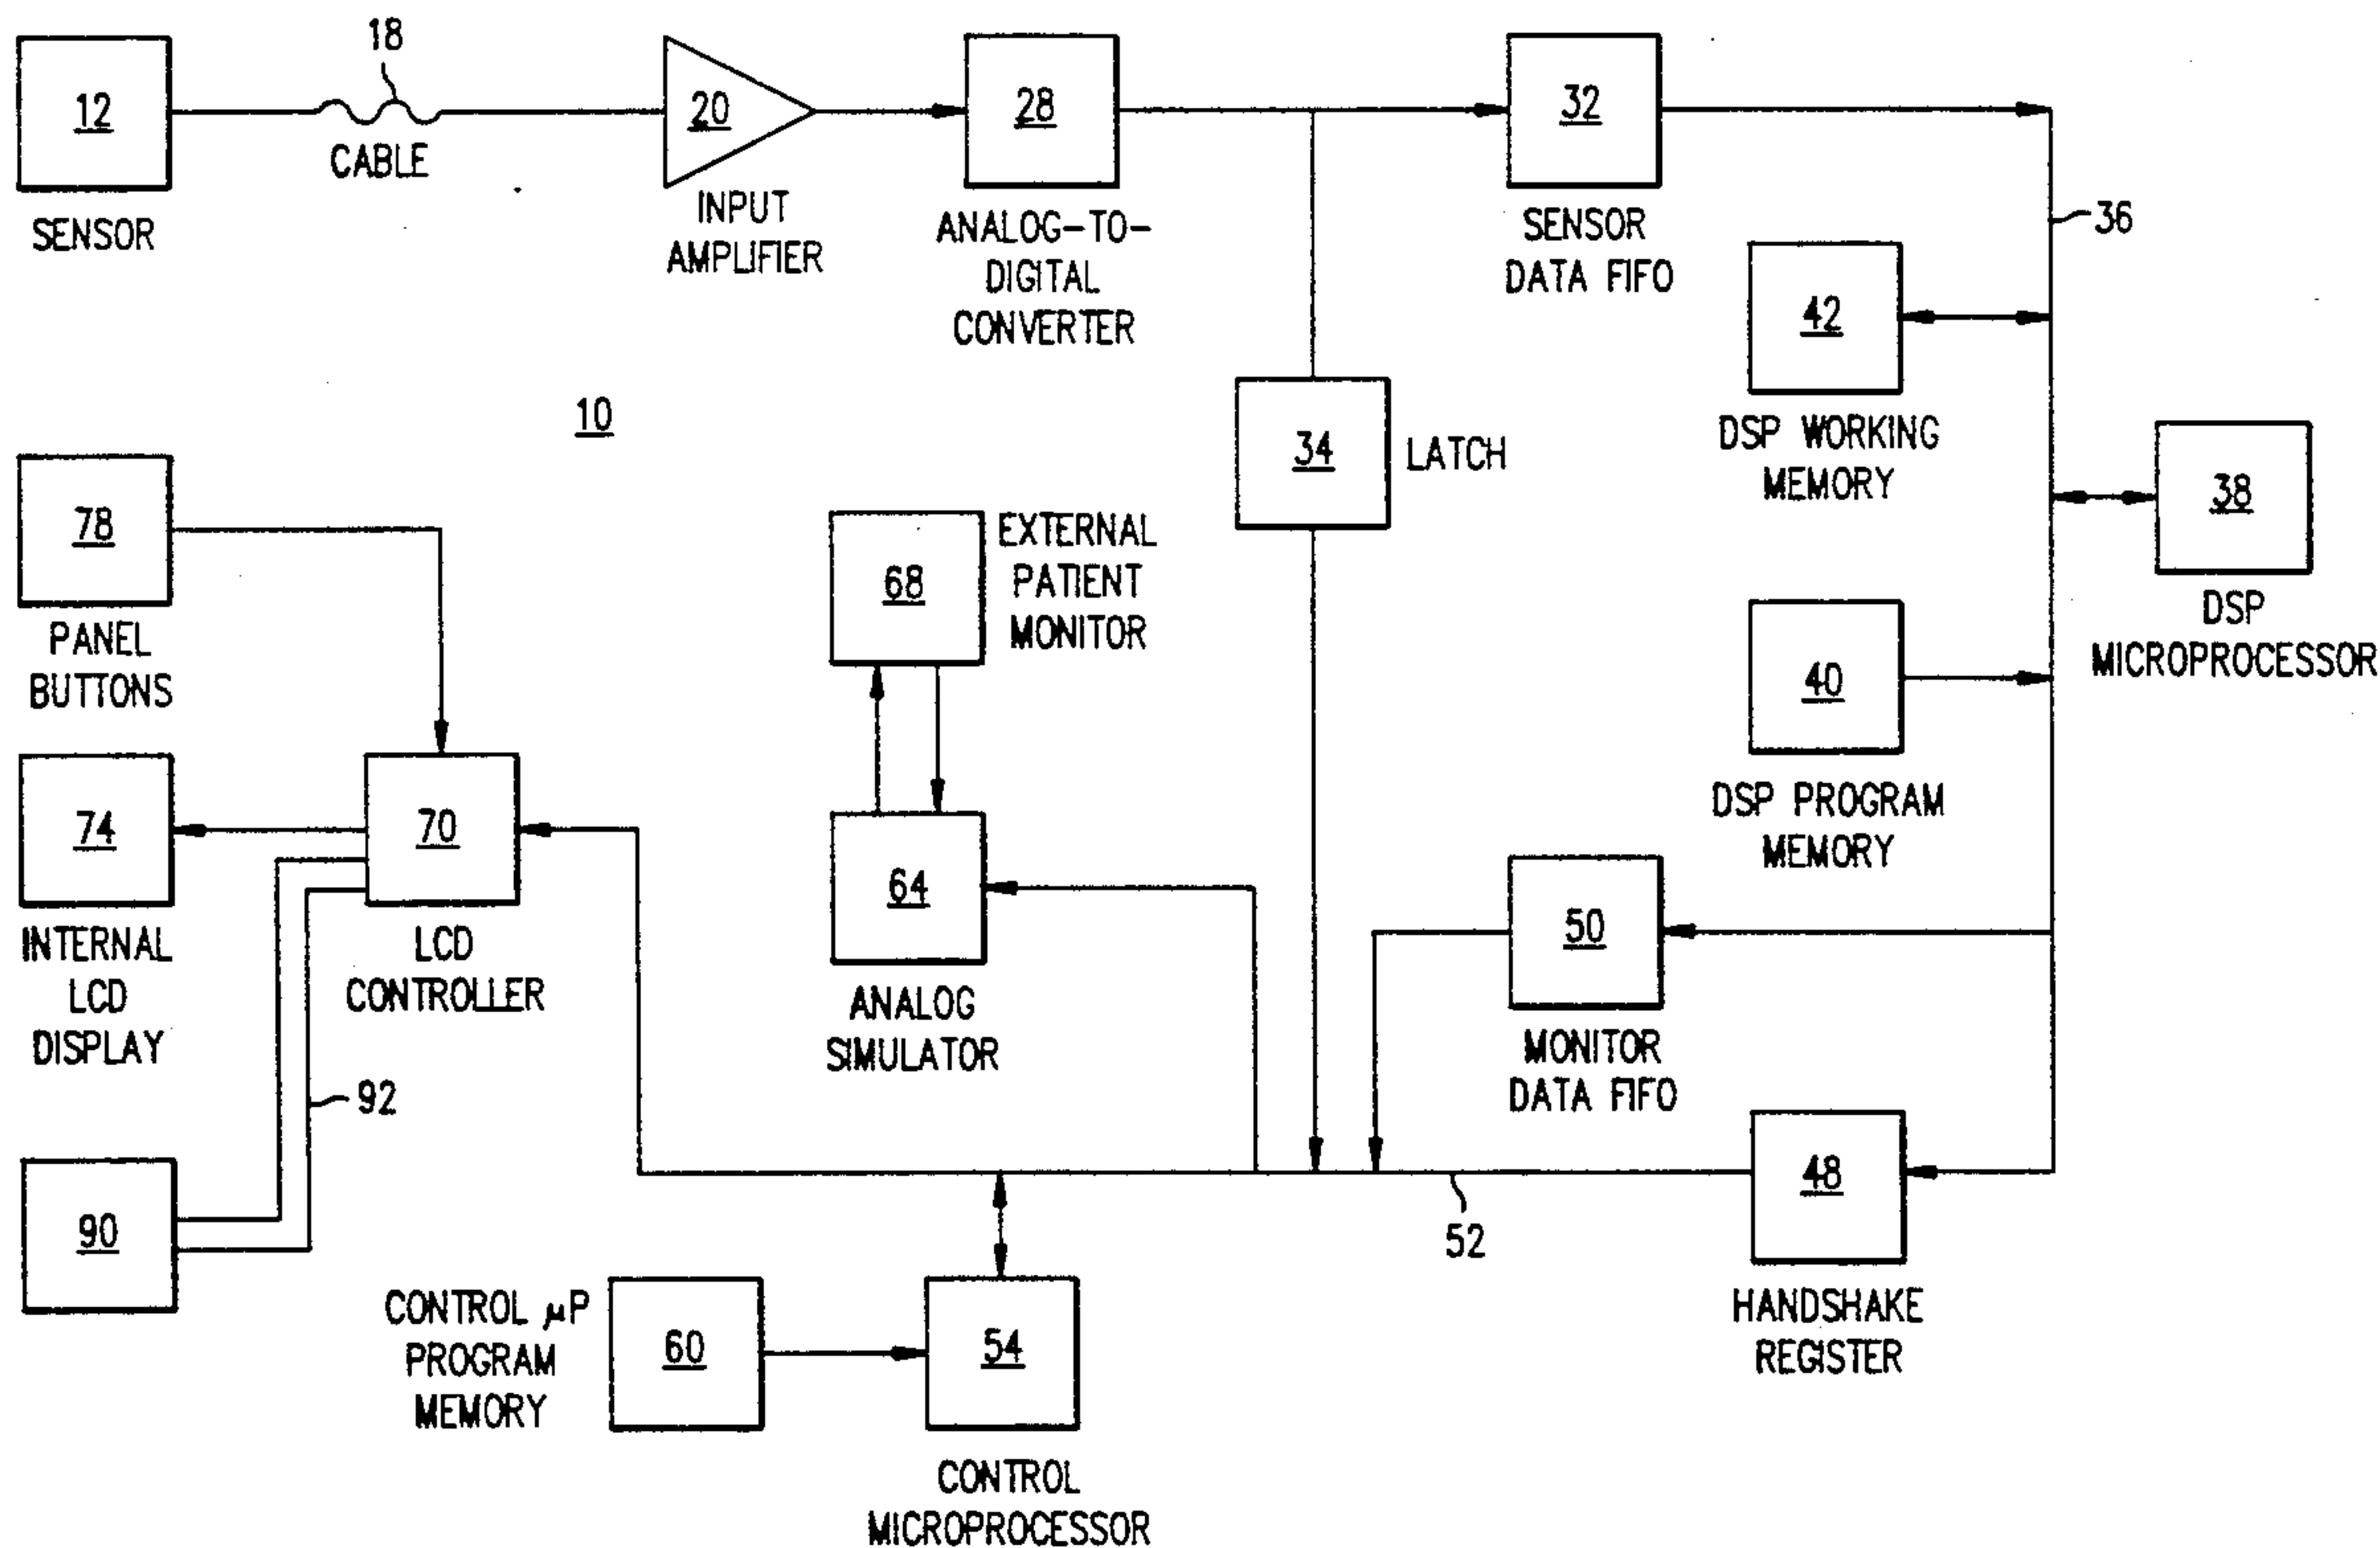 18
12
20
28
32
CABLE
SENSOR
INPUT
AMPLIFIER
ANALOG-TO-
DIGITAL
CONVERTER
SENSOR
DATA FIFO
36
42
DSP WORKING
MEMORY
10
34
LATCH
38
DSP
MICROPROCESSOR
78
PANEL
BUTTONS
68
EXTERNAL
PATIENT
MONITOR
40
DSP PROGRAM
MEMORY
74
INTERNAL
LCD
DISPLAY
70
LCD
CONTROLLER
64
ANALOG
SIMULATOR
50
MONITOR
DATA FIFO
92
90
48
HANDSHAKE
REGISTER
52
CONTROL μP
PROGRAM
MEMORY
60
54
CONTROL
MICROPROCESSOR